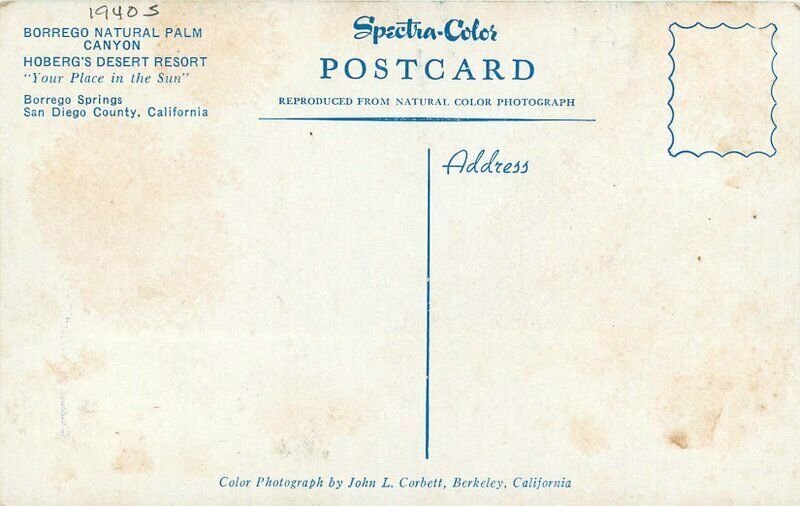 1940s
BORREGO NATURAL PALM
CANYON
HOBERG'S DESERT RESORT
"Your Place in the Sun"
Borrego Springs
San Diego County, California
Spectra-Color
POSTCARD
REPRODUCED FROM NATURAL COLOR PHOTOGRAPH
Address
Color Photograph by John L. Corbett, Berkeley, California